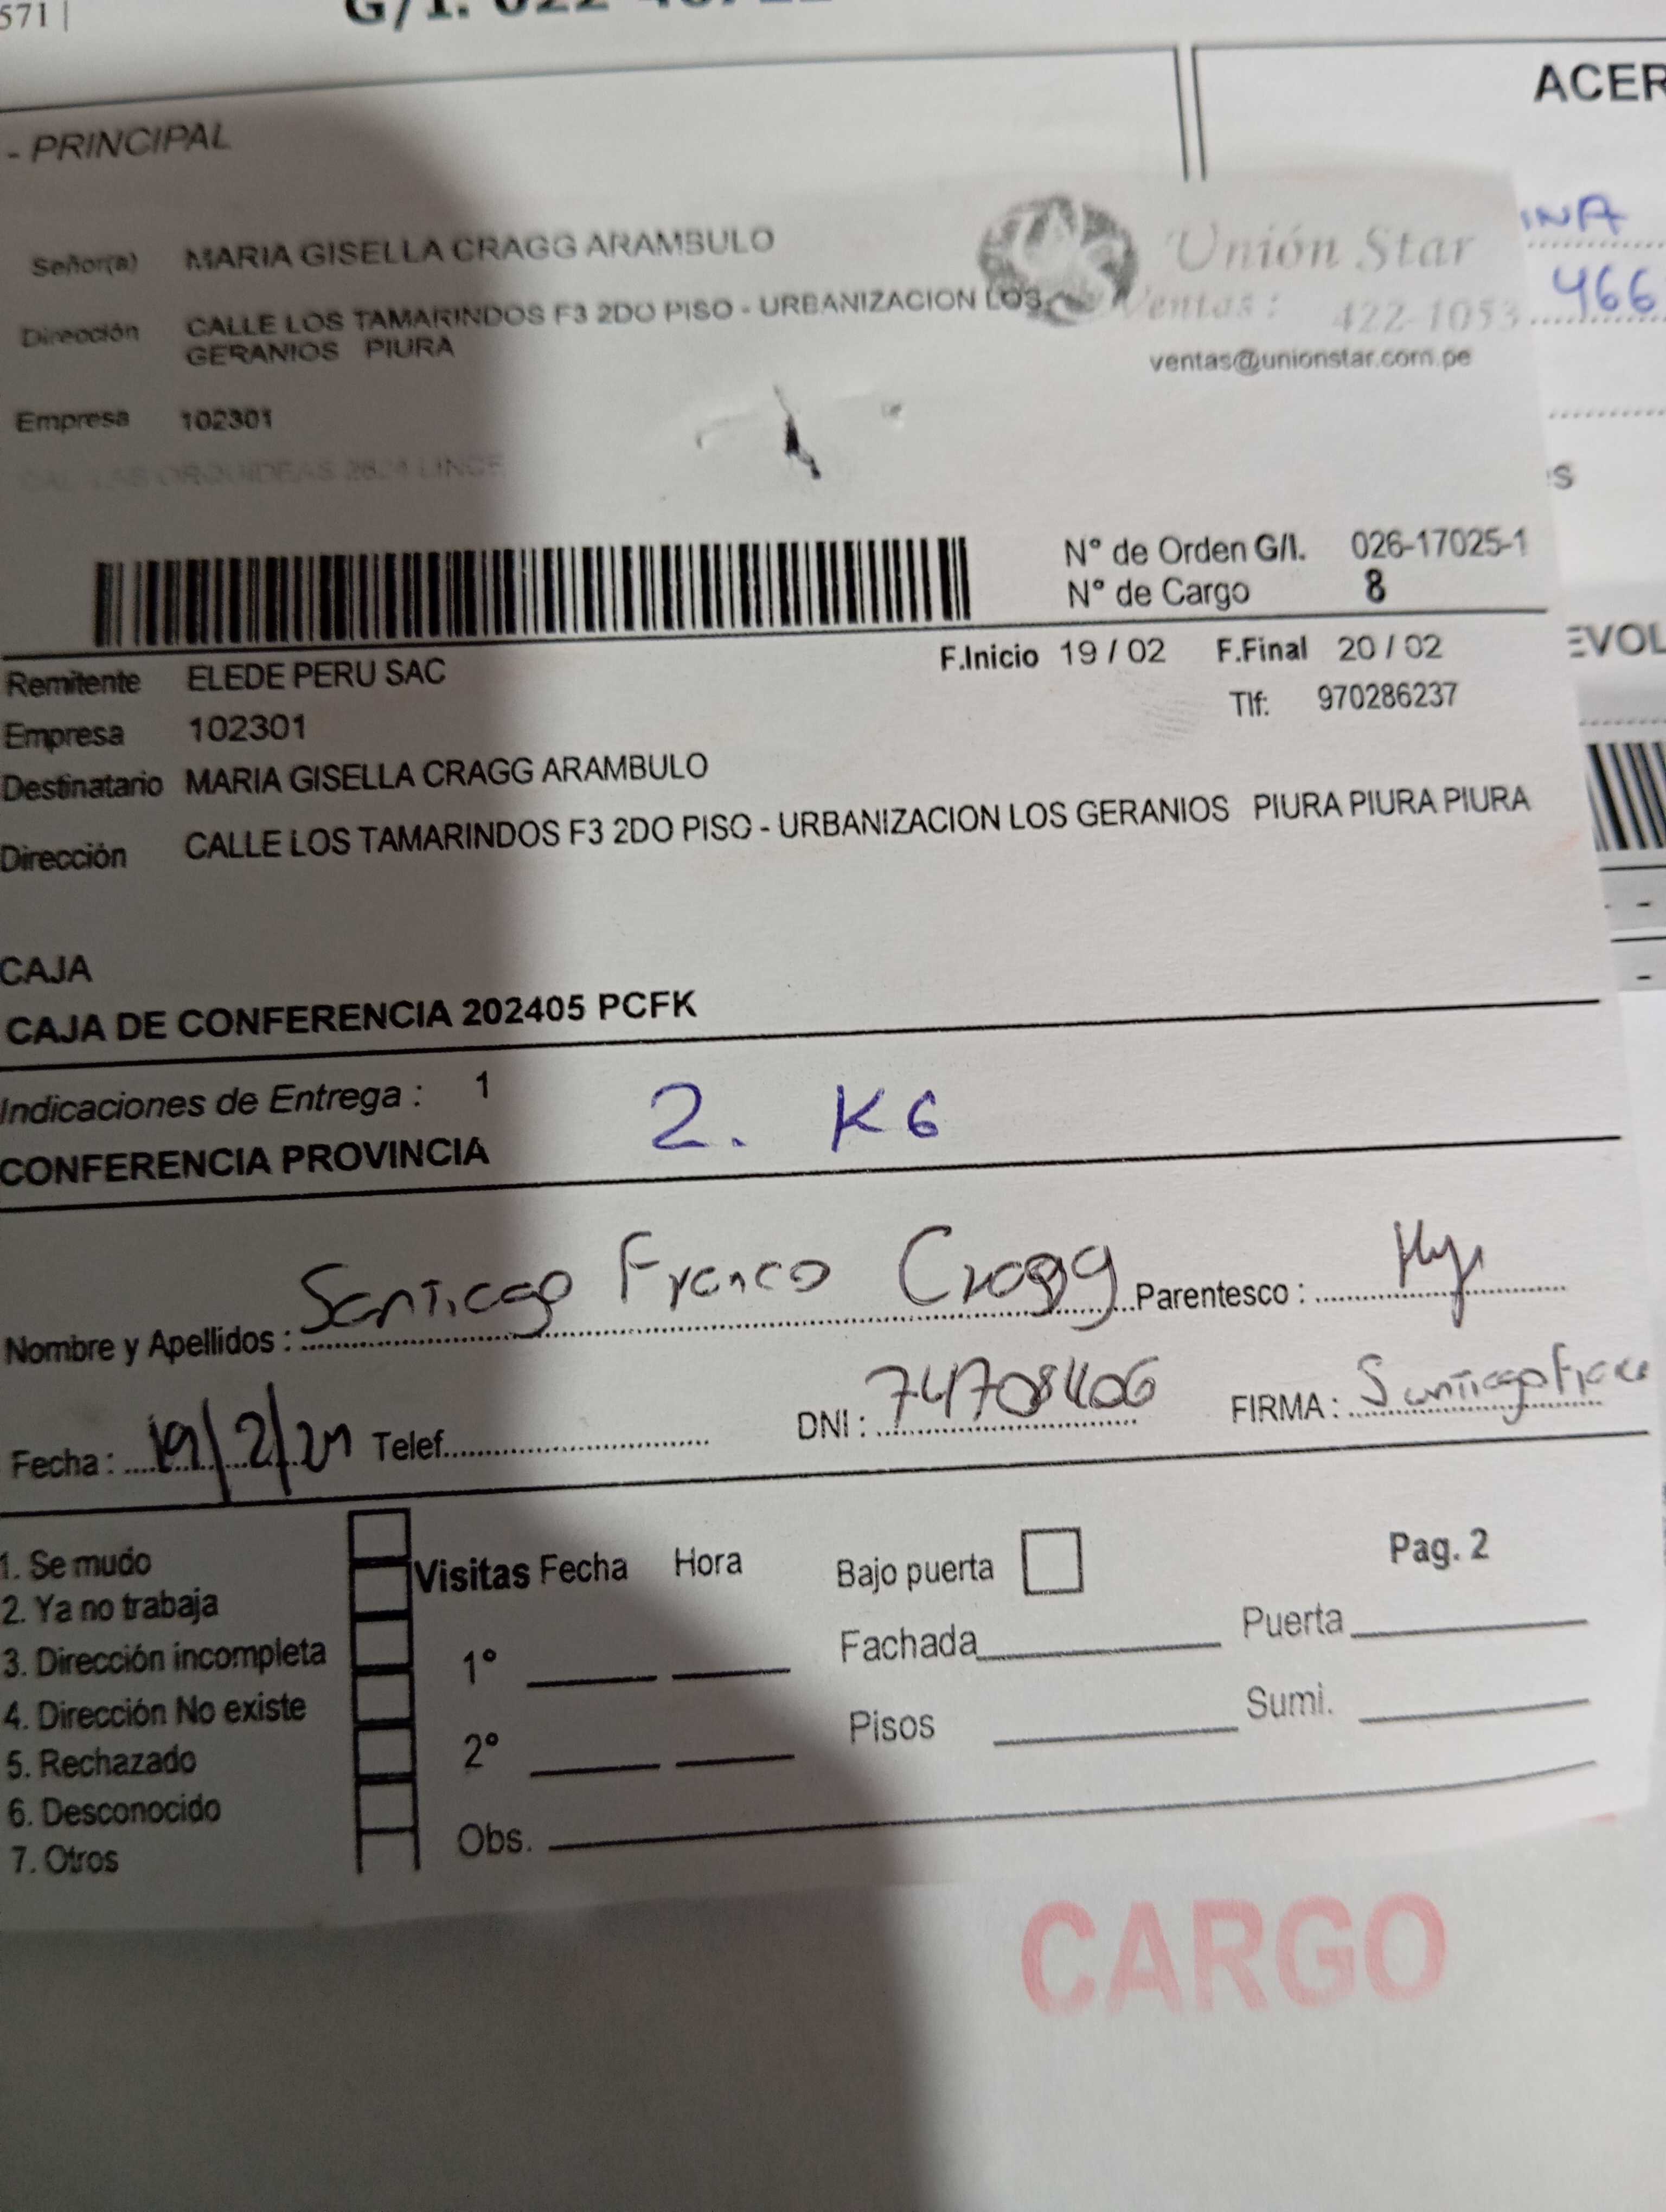 571 |
G/I. 022
- PRINCIPAL
ACER
INA
466
Señor(a) MARIA GISELLA CRAGG ARAMBULO
Unión Star
Dirección CALLE LOS TAMARINDOS F3 2DO PISO - URBANIZACION LOS
GERANIOS PIURA
Ventas: 422-1053
ventas@unionstar.com.pe
Empresa 102301
ORQUIDEAS LINCE
N° de Orden G/I. 026-17025-1
N° de Cargo 8
Remitente ELEDE PERU SAC
F.Inicio 19 / 02 F.Final 20 / 02
EVOL
Empresa 102301
Tlf: 970286237
Destinatario MARIA GISELLA CRAGG ARAMBULO
Dirección CALLE LOS TAMARINDOS F3 2DO PISO - URBANIZACION LOS GERANIOS PIURA PIURA PIURA
CAJA
CAJA DE CONFERENCIA 202405 PCFK
Indicaciones de Entrega : 1
2. KG
CONFERENCIA PROVINCIA
Nombre y Apellidos : Santiago Franco Cragg Parentesco :
Fecha : 19/2/24 Telef. DNI : 74708406 FIRMA : Santiago Franco
1. Se mudo
2. Ya no trabaja
3. Dirección incompleta
4. Dirección No existe
5. Rechazado
6. Desconocido
7. Otros
Visitas Fecha Hora
1°
2°
Obs.
Bajo puerta
Pag. 2
Fachada Puerta
Pisos Sumi.
CARGO